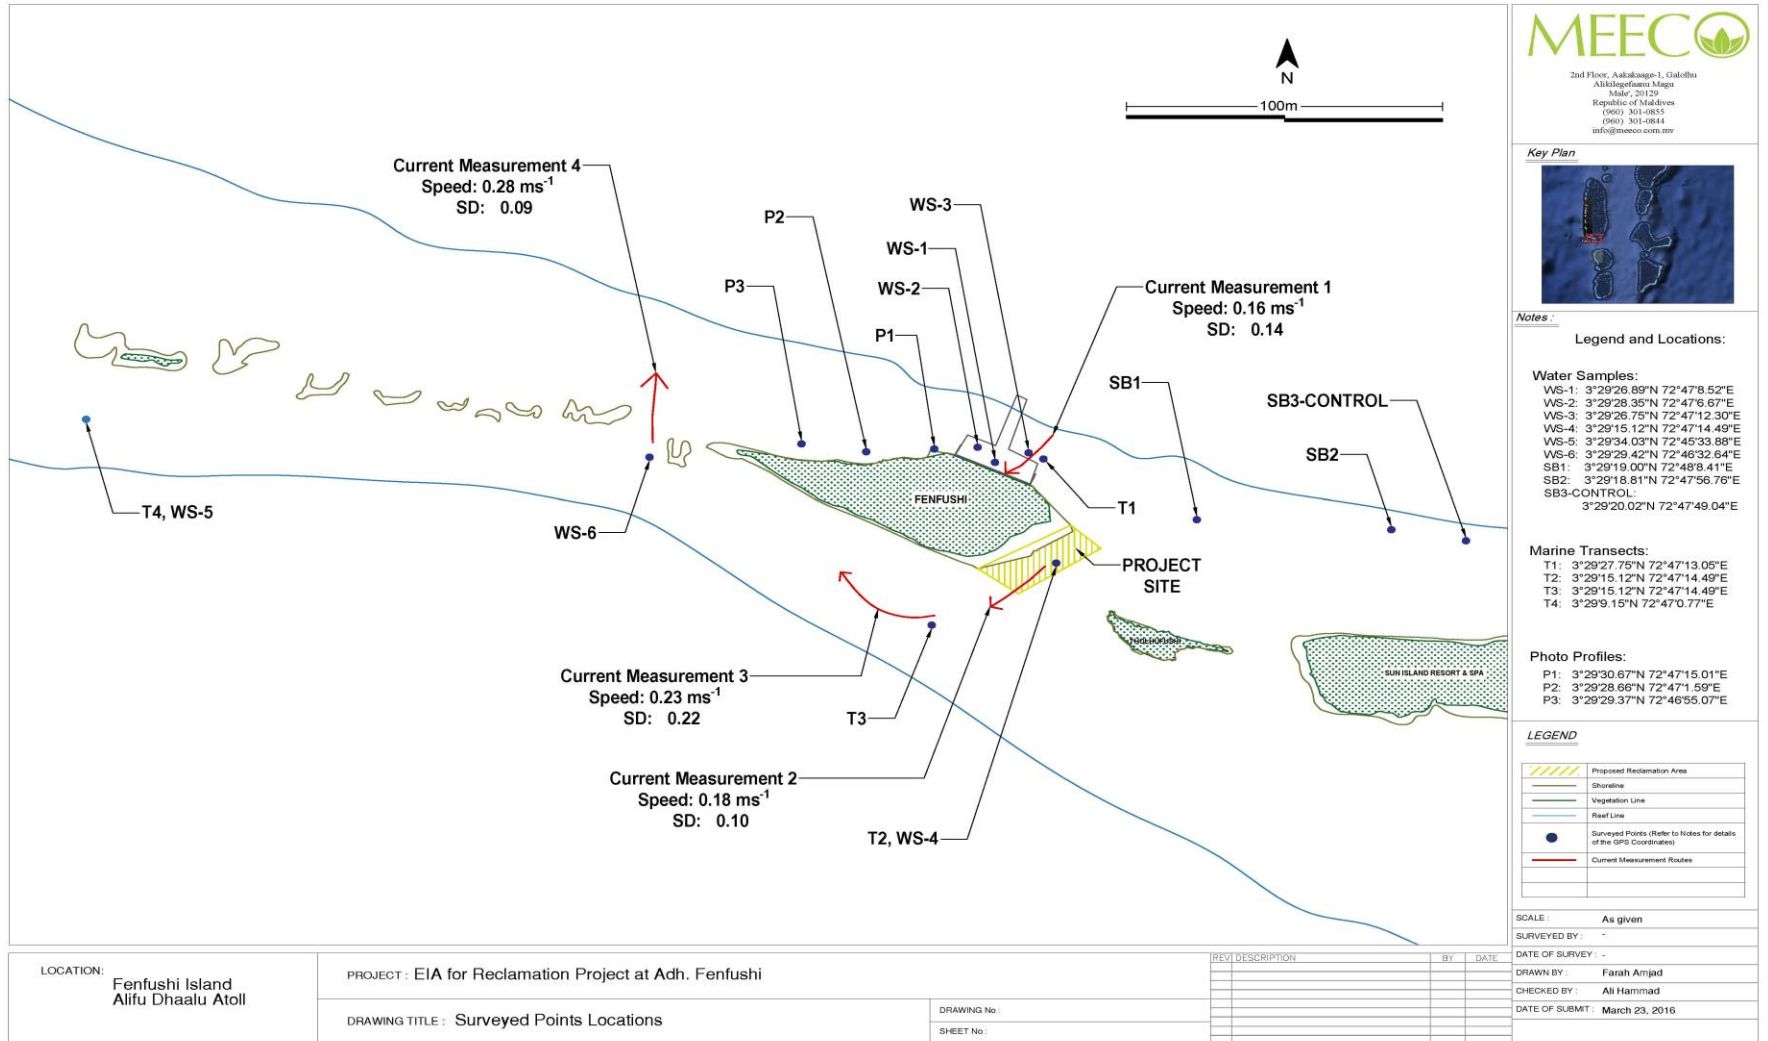 MEECO
2nd Floor, Aakakaage-1, Galolhu
Alikilegefaanu Magu
Male', 20129
Republic of Maldives
(960) 301-0855
(960) 301-0844
info@meeco.com.mv
N
100m
Current Measurement 4
Speed: 0.28 ms-1
SD: 0.09
P2
WS-3
WS-1
P3
WS-2
P1
Current Measurement 1
Speed: 0.16 ms-1
SD: 0.14
SB1
SB3-CONTROL
SB2
T4, WS-5
WS-6
FENFUSHI
T1
PROJECT
SITE
SUN ISLAND RESORT & SPA
Current Measurement 3
Speed: 0.23 ms-1
SD: 0.22
T3
Current Measurement 2
Speed: 0.18 ms-1
SD: 0.10
T2, WS-4
Key Plan
Notes :
Legend and Locations:
Water Samples:
WS-1: 3°29'26.89"N 72°47'8.52"E
WS-2: 3°29'28.35"N 72°47'6.67"E
WS-3: 3°29'26.75"N 72°47'12.30"E
WS-4: 3°29'15.12"N 72°47'14.49"E
WS-5: 3°29'34.03"N 72°45'33.88"E
WS-6: 3°29'29.42"N 72°46'32.64"E
SB1: 3°29'19.00"N 72°48'8.41"E
SB2: 3°29'18.81"N 72°47'56.76"E
SB3-CONTROL:
3°29'20.02"N 72°47'49.04"E
Marine Transects:
T1: 3°29'27.75"N 72°47'13.05"E
T2: 3°29'15.12"N 72°47'14.49"E
T3: 3°29'15.12"N 72°47'14.49"E
T4: 3°29'9.15"N 72°47'0.77"E
Photo Profiles:
P1: 3°29'30.67"N 72°47'15.01"E
P2: 3°29'28.66"N 72°47'1.59"E
P3: 3°29'29.37"N 72°46'55.07"E
LEGEND
Proposed Reclamation Area
Shoreline
Vegetation Line
Reef Line
Surveyed Points (Refer to Notes for details
of the GPS Coordinates)
Current Measurement Routes
SCALE : As given
SURVEYED BY : -
DATE OF SURVEY : -
DRAWN BY : Farah Amjad
CHECKED BY : Ali Hammad
DATE OF SUBMIT : March 23, 2016
LOCATION:
Fenfushi Island
Alifu Dhaalu Atoll
PROJECT : EIA for Reclamation Project at Adh. Fenfushi
DRAWING TITLE : Surveyed Points Locations
DRAWING No :
SHEET No :
REV DESCRIPTION BY DATE